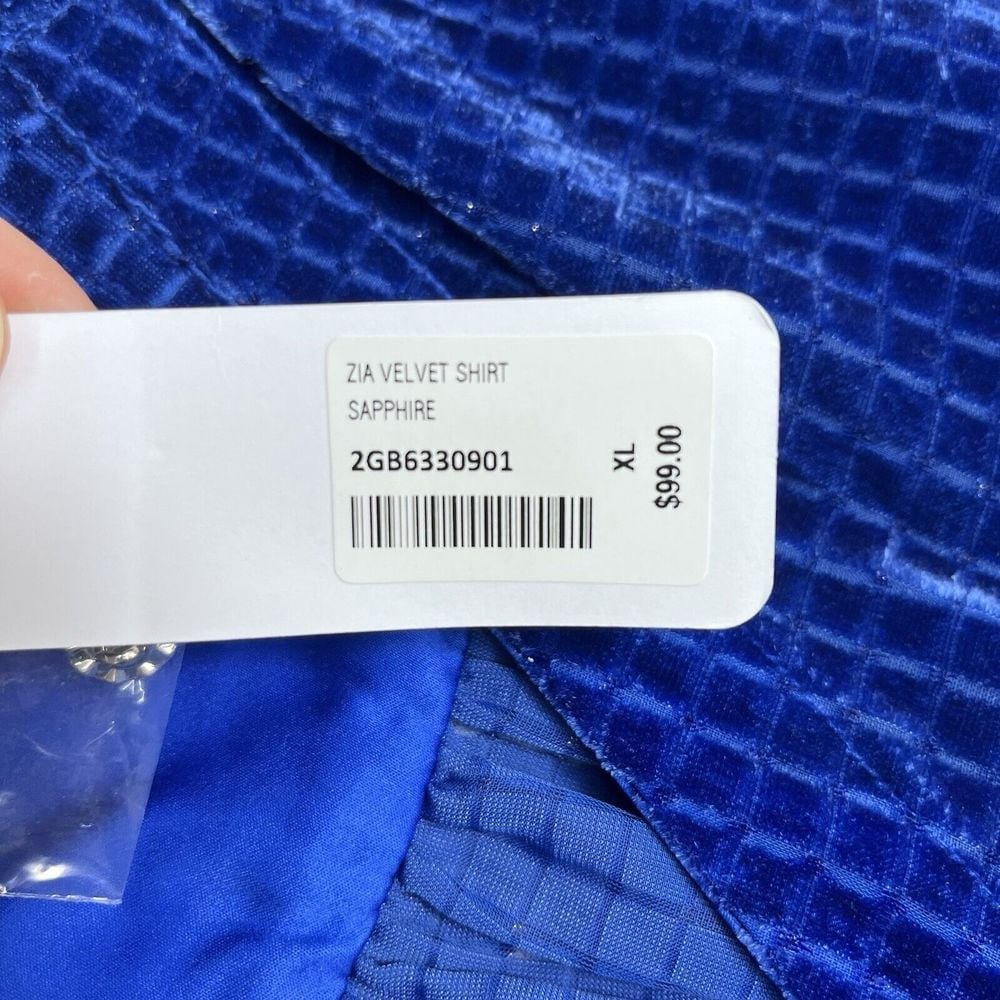 ZIA VELVET SHIRT
SAPPHIRE
2GB6330901
XL
$99.00